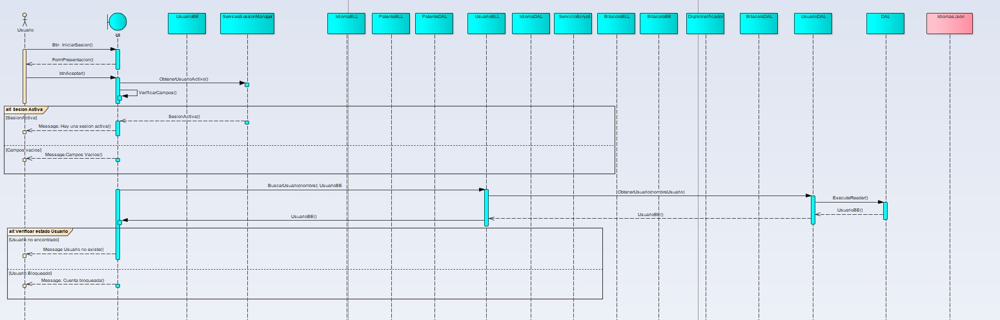 Usuario
UI
UsuarioBE
ServicesSessionManager
IdiomaBLL
PatenteBLL
PatenteDAL
UsuarioBLL
IdiomaDAL
ServicioBcrypt
BitacoraBLL
BitacoraBE
DigitoVerificador
BitacoraDAL
UsuarioDAL
DAL
Idiomas.json
Btn IniciarSesion()
FormPresentacion()
btnAceptar()
ObtenerUsuarioActivo()
VerificarCampos()
alt Sesion Activa
[SesionActiva]
SesionActiva()
Message: Hay una sesion activa()
[Campos vacios]
Message:Campos Vacios()
BuscarUsuario(nombre): UsuarioBE
ObtenerUsuario(nombreUsuario)
ExecuteReader()
UsuarioBE()
UsuarioBE()
UsuarioBE()
alt Verificar estado Usuario
[Usuario no encontrado]
Message Usuario no existe()
[Usuario Bloqueado]
Message: Cuenta bloqueada()